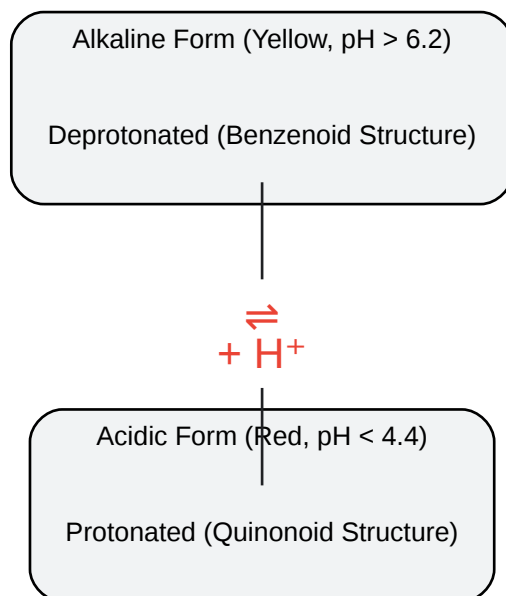 Alkaline Form (Yellow, pH > 6.2)
Deprotonated (Benzenoid Structure)
⇌
+ H⁺
Acidic Form (Red, pH < 4.4)
Protonated (Quinonoid Structure)